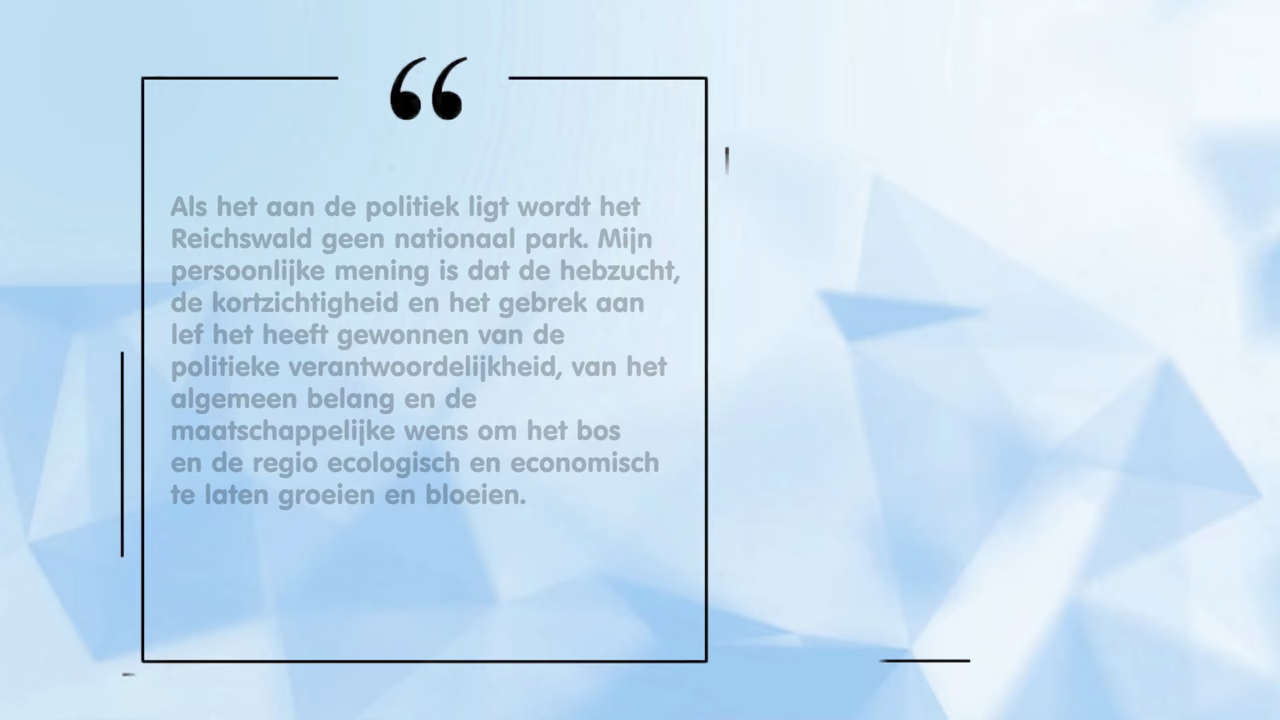 “
Als het aan de politiek ligt wordt het
Reichswald geen nationaal park. Mijn
persoonlijke mening is dat de hebzucht,
de kortzichtigheid en het gebrek aan
lef het heeft gewonnen van de
politieke verantwoordelijkheid, van het
algemeen belang en de
maatschappelijke wens om het bos
en de regio ecologisch en economisch
te laten groeien en bloeien.